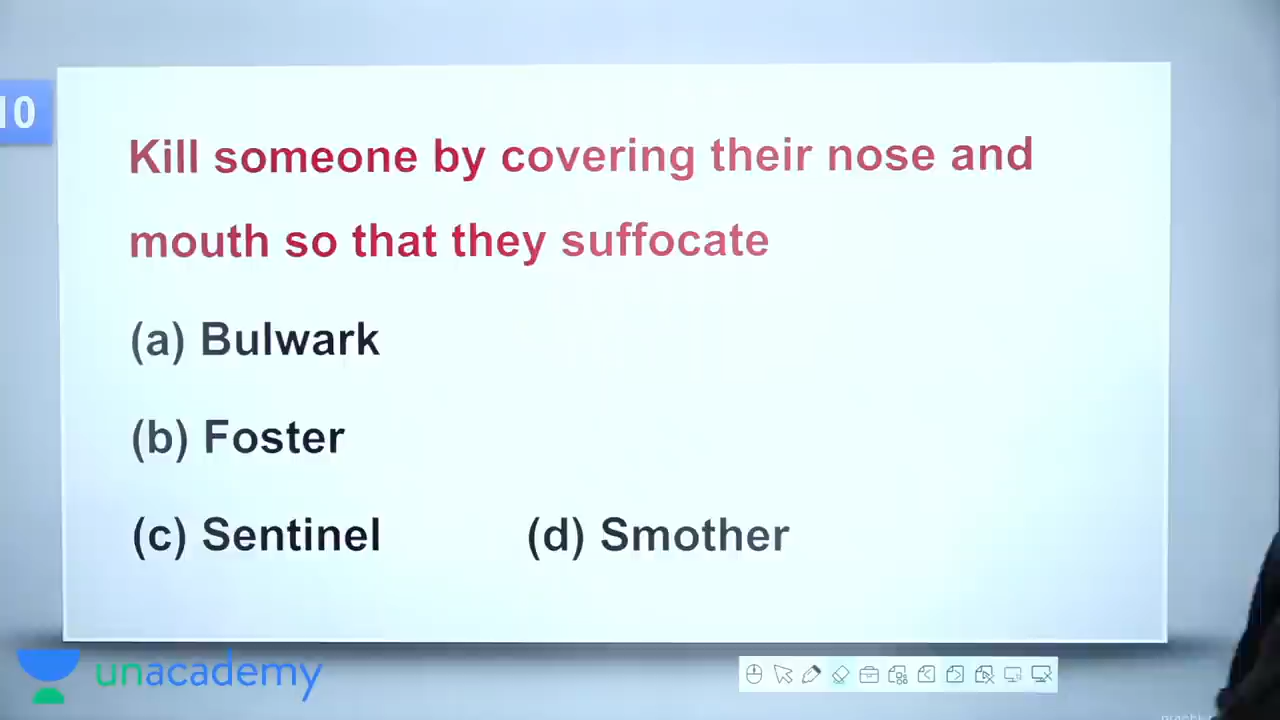 10
Kill someone by covering their nose and
mouth so that they suffocate
(a) Bulwark
(b) Foster
(c) Sentinel (d) Smother
unacademy